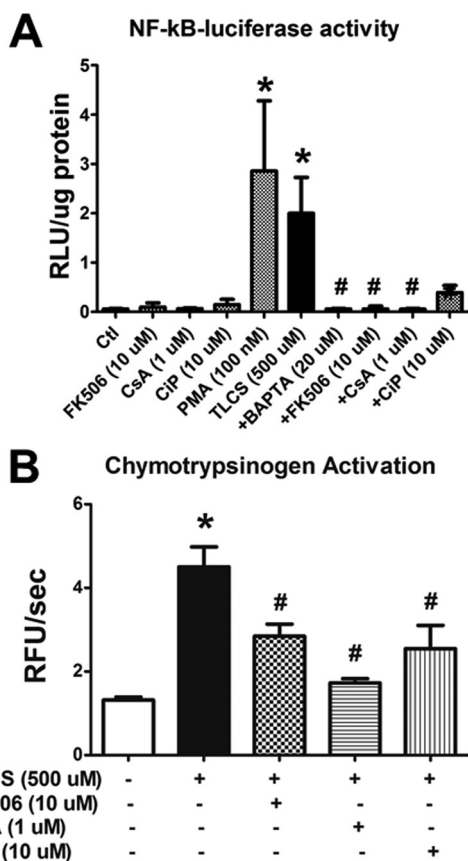 A
NF-kB-luciferase activity
RLU/ug protein
5
4
3
2
1
0
* * # # #
Ctl
FK506 (10 uM)
CsA (1 uM)
CiP (10 uM)
PMA (100 nM)
TLCS (500 uM)
+BAPTA (20 uM)
+FK506 (10 uM)
+CsA (1 uM)
+CiP (10 uM)
B
Chymotrypsinogen Activation
RFU/sec
6
4
2
0
* # # #
S (500 uM) - + + + +
06 (10 uM) - - + - -
(1 uM) - - - + -
(10 uM) - - - - +